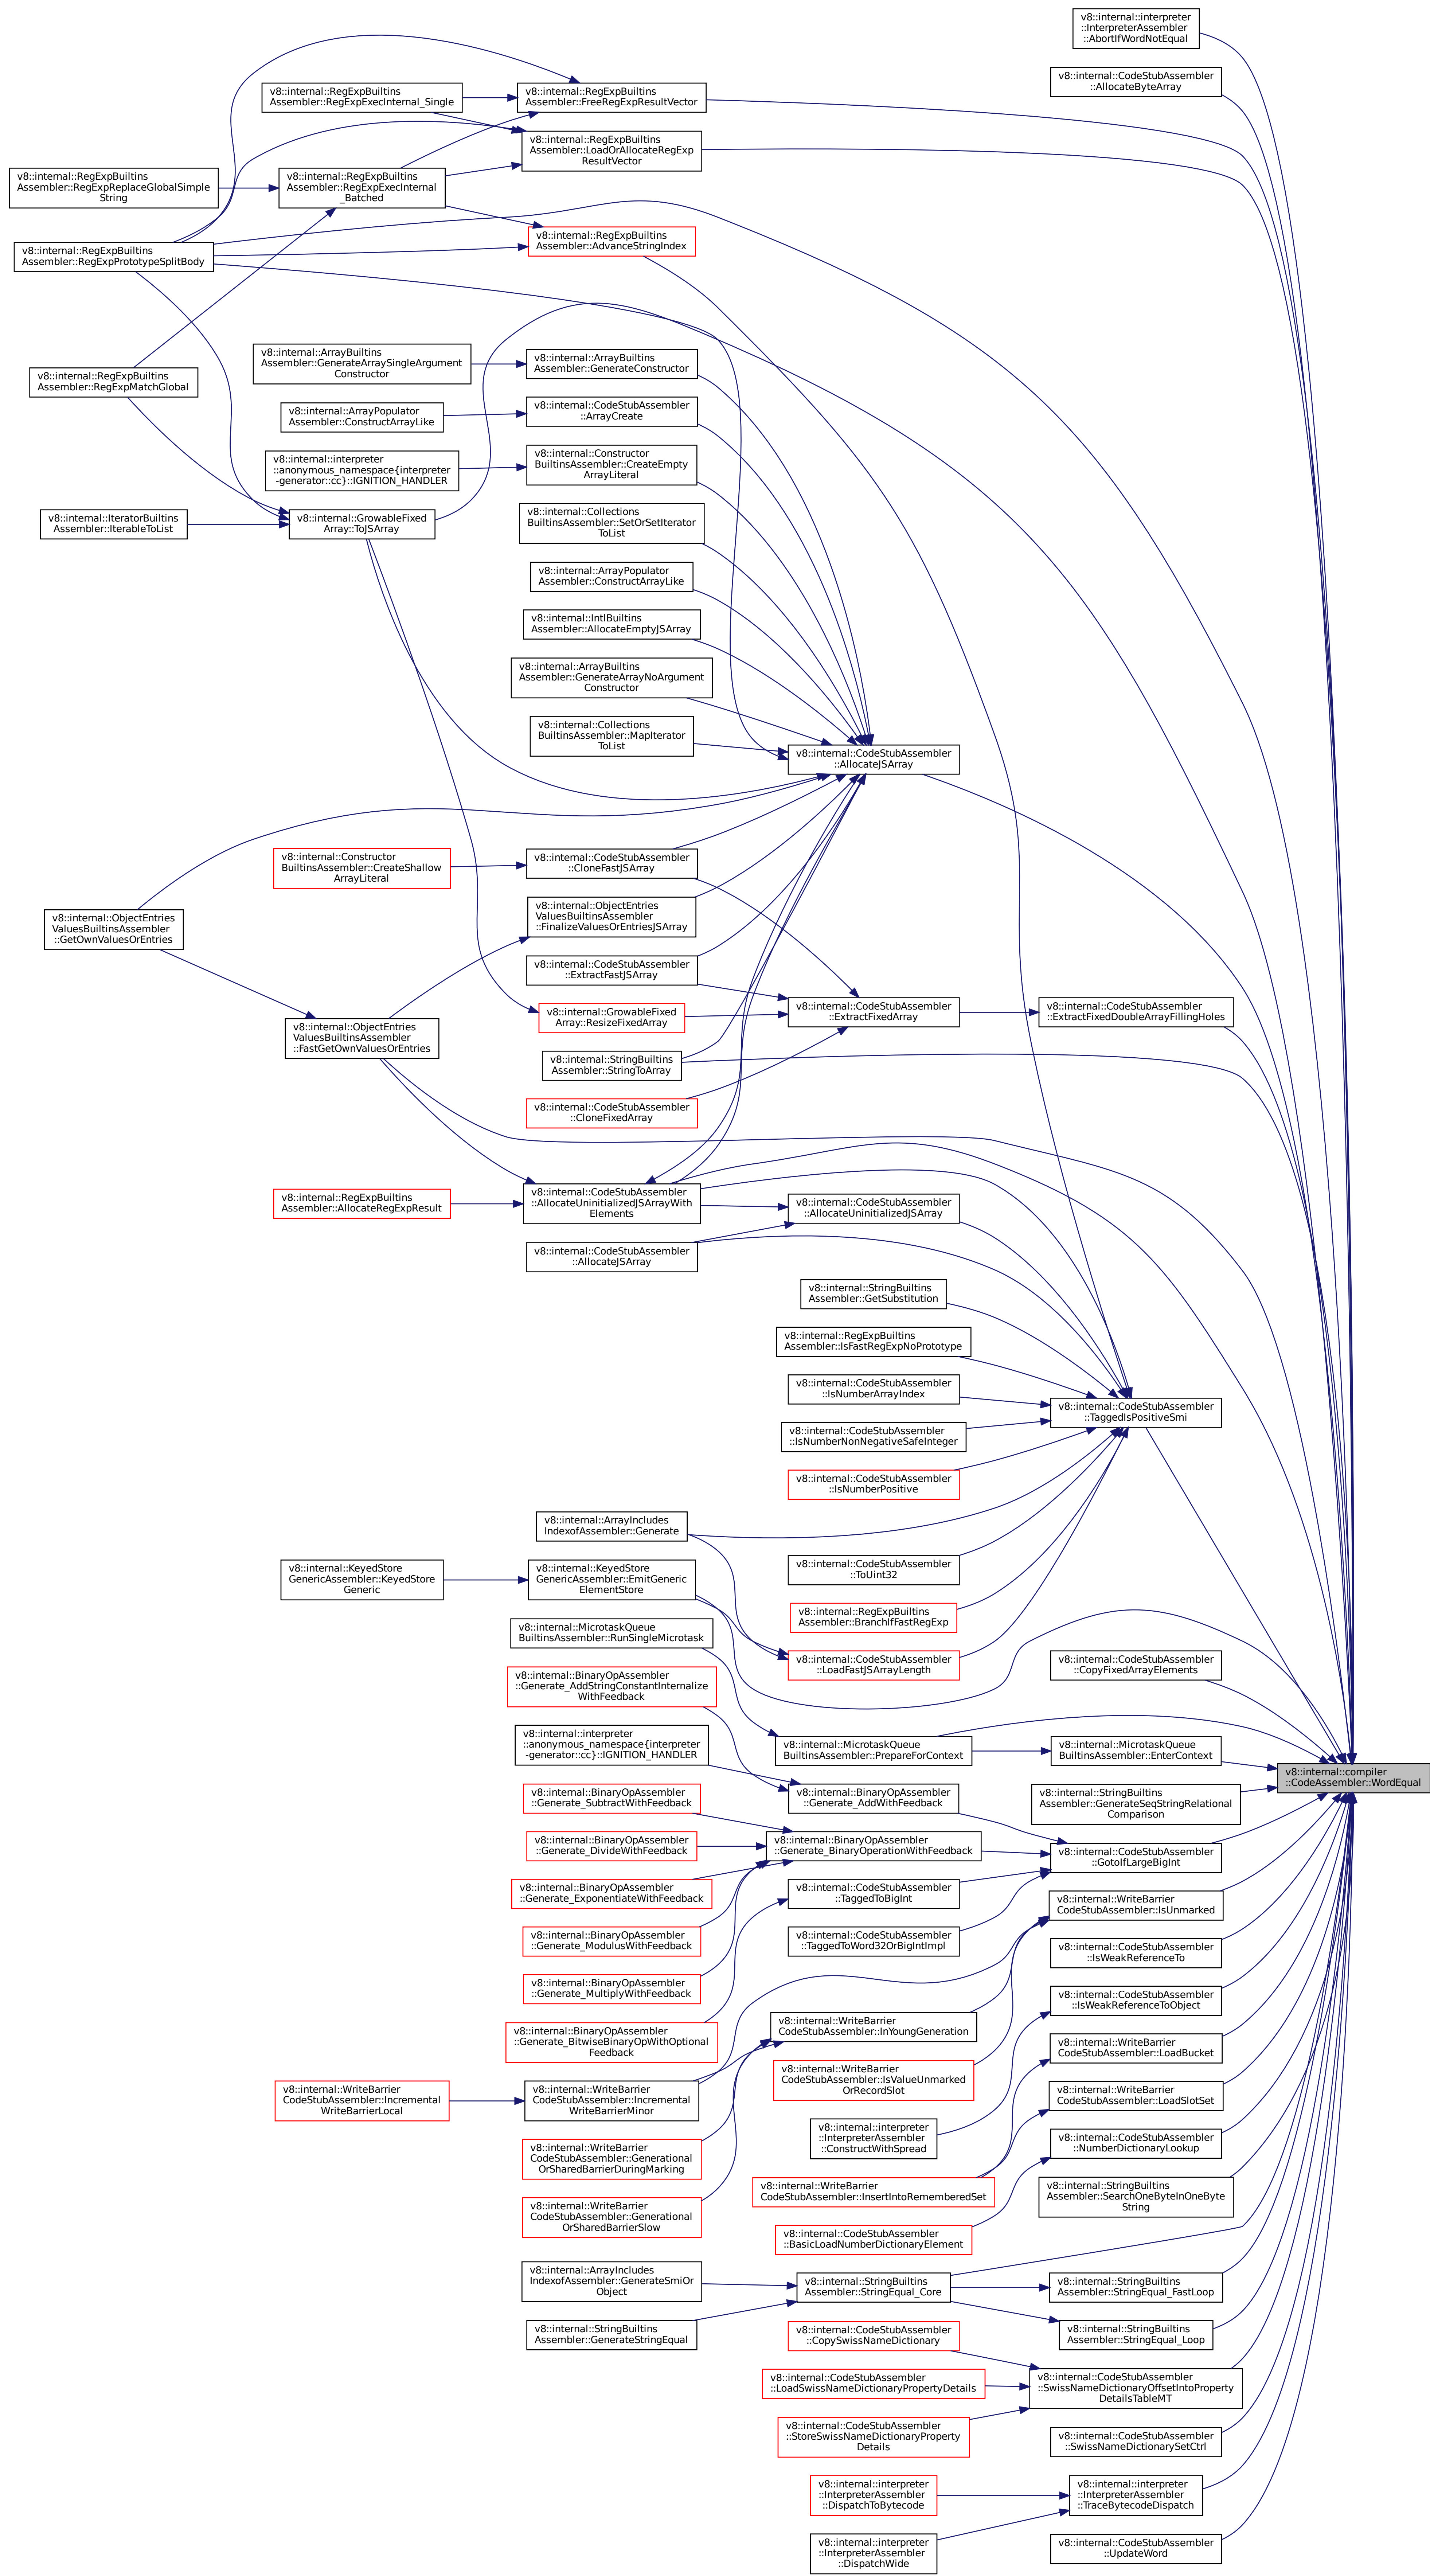 v8::internal::interpreter
::InterpreterAssembler
::AbortIfWordNotEqual
v8::internal::CodeStubAssembler
::AllocateByteArray
v8::internal::RegExpBuiltins
Assembler::RegExpExecInternal_Single
v8::internal::RegExpBuiltins
Assembler::FreeRegExpResultVector
v8::internal::RegExpBuiltins
Assembler::LoadOrAllocateRegExp
ResultVector
v8::internal::RegExpBuiltins
Assembler::RegExpReplaceGlobalSimple
String
v8::internal::RegExpBuiltins
Assembler::RegExpExecInternal
_Batched
v8::internal::RegExpBuiltins
Assembler::RegExpPrototypeSplitBody
v8::internal::RegExpBuiltins
Assembler::AdvanceStringIndex
v8::internal::RegExpBuiltins
Assembler::RegExpMatchGlobal
v8::internal::ArrayBuiltins
Assembler::GenerateArraySingleArgument
Constructor
v8::internal::ArrayBuiltins
Assembler::GenerateConstructor
v8::internal::ArrayPopulator
Assembler::ConstructArrayLike
v8::internal::CodeStubAssembler
::ArrayCreate
v8::internal::interpreter
::anonymous_namespace{interpreter
-generator::cc}::IGNITION_HANDLER
v8::internal::Constructor
BuiltinsAssembler::CreateEmpty
ArrayLiteral
v8::internal::IteratorBuiltins
Assembler::IterableToList
v8::internal::GrowableFixed
Array::ToJSArray
v8::internal::Collections
BuiltinsAssembler::SetOrSetIterator
ToList
v8::internal::ArrayPopulator
Assembler::ConstructArrayLike
v8::internal::IntlBuiltins
Assembler::AllocateEmptyJSArray
v8::internal::ArrayBuiltins
Assembler::GenerateArrayNoArgument
Constructor
v8::internal::Collections
BuiltinsAssembler::MapIterator
ToList
v8::internal::CodeStubAssembler
::AllocateJSArray
v8::internal::Constructor
BuiltinsAssembler::CreateShallow
ArrayLiteral
v8::internal::CodeStubAssembler
::CloneFastJSArray
v8::internal::ObjectEntries
ValuesBuiltinsAssembler
::GetOwnValuesOrEntries
v8::internal::ObjectEntries
ValuesBuiltinsAssembler
::FinalizeValuesOrEntriesJSArray
v8::internal::CodeStubAssembler
::ExtractFastJSArray
v8::internal::ObjectEntries
ValuesBuiltinsAssembler
::FastGetOwnValuesOrEntries
v8::internal::GrowableFixed
Array::ResizeFixedArray
v8::internal::CodeStubAssembler
::ExtractFixedArray
v8::internal::CodeStubAssembler
::ExtractFixedDoubleArrayFillingHoles
v8::internal::StringBuiltins
Assembler::StringToArray
v8::internal::CodeStubAssembler
::CloneFixedArray
v8::internal::RegExpBuiltins
Assembler::AllocateRegExpResult
v8::internal::CodeStubAssembler
::AllocateUninitializedJSArrayWith
Elements
v8::internal::CodeStubAssembler
::AllocateUninitializedJSArray
v8::internal::CodeStubAssembler
::AllocateJSArray
v8::internal::StringBuiltins
Assembler::GetSubstitution
v8::internal::RegExpBuiltins
Assembler::IsFastRegExpNoPrototype
v8::internal::CodeStubAssembler
::IsNumberArrayIndex
v8::internal::CodeStubAssembler
::TaggedIsPositiveSmi
v8::internal::CodeStubAssembler
::IsNumberNonNegativeSafeInteger
v8::internal::CodeStubAssembler
::IsNumberPositive
v8::internal::ArrayIncludes
IndexofAssembler::Generate
v8::internal::CodeStubAssembler
::ToUint32
v8::internal::KeyedStore
GenericAssembler::KeyedStore
Generic
v8::internal::KeyedStore
GenericAssembler::EmitGeneric
ElementStore
v8::internal::RegExpBuiltins
Assembler::BranchIfFastRegExp
v8::internal::MicrotaskQueue
BuiltinsAssembler::RunSingleMicrotask
v8::internal::CodeStubAssembler
::LoadFastJSArrayLength
v8::internal::CodeStubAssembler
::CopyFixedArrayElements
v8::internal::BinaryOpAssembler
::Generate_AddStringConstantInternalize
WithFeedback
v8::internal::interpreter
::anonymous_namespace{interpreter
-generator::cc}::IGNITION_HANDLER
v8::internal::MicrotaskQueue
BuiltinsAssembler::PrepareForContext
v8::internal::MicrotaskQueue
BuiltinsAssembler::EnterContext
v8::internal::compiler
::CodeAssembler::WordEqual
v8::internal::BinaryOpAssembler
::Generate_SubtractWithFeedback
v8::internal::BinaryOpAssembler
::Generate_AddWithFeedback
v8::internal::StringBuiltins
Assembler::GenerateSeqStringRelational
Comparison
v8::internal::BinaryOpAssembler
::Generate_DivideWithFeedback
v8::internal::BinaryOpAssembler
::Generate_BinaryOperationWithFeedback
v8::internal::CodeStubAssembler
::GotoIfLargeBigInt
v8::internal::BinaryOpAssembler
::Generate_ExponentiateWithFeedback
v8::internal::CodeStubAssembler
::TaggedToBigInt
v8::internal::WriteBarrier
CodeStubAssembler::IsUnmarked
v8::internal::BinaryOpAssembler
::Generate_ModulusWithFeedback
v8::internal::CodeStubAssembler
::TaggedToWord32OrBigIntImpl
v8::internal::CodeStubAssembler
::IsWeakReferenceTo
v8::internal::BinaryOpAssembler
::Generate_MultiplyWithFeedback
v8::internal::CodeStubAssembler
::IsWeakReferenceToObject
v8::internal::BinaryOpAssembler
::Generate_BitwiseBinaryOpWithOptional
Feedback
v8::internal::WriteBarrier
CodeStubAssembler::InYoungGeneration
v8::internal::WriteBarrier
CodeStubAssembler::LoadBucket
v8::internal::WriteBarrier
CodeStubAssembler::IsValueUnmarked
OrRecordSlot
v8::internal::WriteBarrier
CodeStubAssembler::Incremental
WriteBarrierLocal
v8::internal::WriteBarrier
CodeStubAssembler::Incremental
WriteBarrierMinor
v8::internal::WriteBarrier
CodeStubAssembler::LoadSlotSet
v8::internal::interpreter
::InterpreterAssembler
::ConstructWithSpread
v8::internal::CodeStubAssembler
::NumberDictionaryLookup
v8::internal::WriteBarrier
CodeStubAssembler::Generational
OrSharedBarrierDuringMarking
v8::internal::WriteBarrier
CodeStubAssembler::InsertIntoRememberedSet
v8::internal::StringBuiltins
Assembler::SearchOneByteInOneByte
String
v8::internal::WriteBarrier
CodeStubAssembler::Generational
OrSharedBarrierSlow
v8::internal::CodeStubAssembler
::BasicLoadNumberDictionaryElement
v8::internal::ArrayIncludes
IndexofAssembler::GenerateSmiOr
Object
v8::internal::StringBuiltins
Assembler::StringEqual_Core
v8::internal::StringBuiltins
Assembler::StringEqual_FastLoop
v8::internal::StringBuiltins
Assembler::GenerateStringEqual
v8::internal::StringBuiltins
Assembler::StringEqual_Loop
v8::internal::CodeStubAssembler
::CopySwissNameDictionary
v8::internal::CodeStubAssembler
::LoadSwissNameDictionaryPropertyDetails
v8::internal::CodeStubAssembler
::SwissNameDictionaryOffsetIntoProperty
DetailsTableMT
v8::internal::CodeStubAssembler
::StoreSwissNameDictionaryProperty
Details
v8::internal::CodeStubAssembler
::SwissNameDictionarySetCtrl
v8::internal::interpreter
::InterpreterAssembler
::DispatchToBytecode
v8::internal::interpreter
::InterpreterAssembler
::TraceBytecodeDispatch
v8::internal::interpreter
::InterpreterAssembler
::DispatchWide
v8::internal::CodeStubAssembler
::UpdateWord